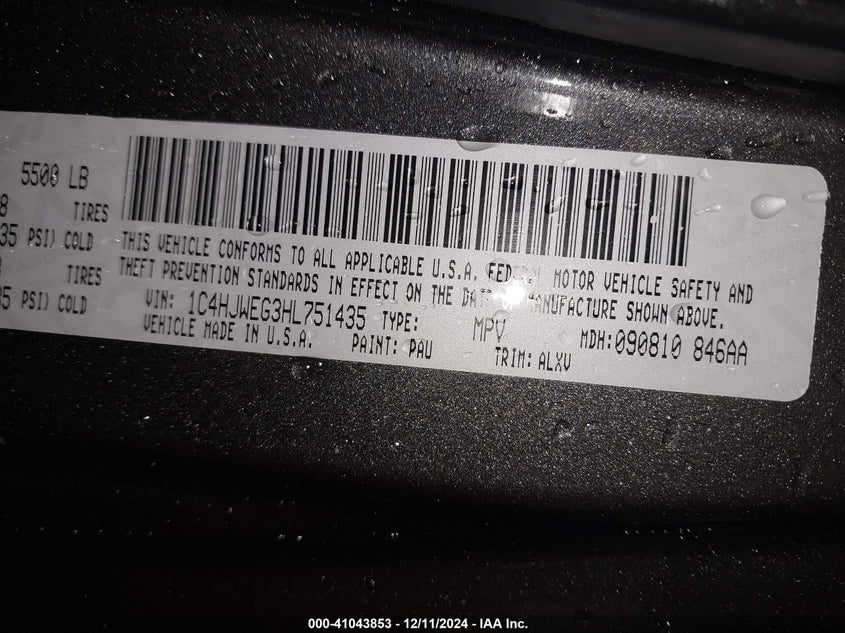 5500 LB
8 TIRES
35 PSI) COLD
TIRES
35 PSI) COLD
THIS VEHICLE CONFORMS TO ALL APPLICABLE U.S.A. MOTOR VEHICLE SAFETY AND
THEFT PREVENTION STANDARDS IN EFFECT ON THE MANUFACTURE SHOWN ABOVE.
VIN: 1C4HJWEG3HL751435 TYPE: MPV MDH: 090810 846AA
VEHICLE MADE IN U.S.A. PAINT: PAU TRIM: ALXV
000-41043853 - 12/11/2024 - IAA Inc.